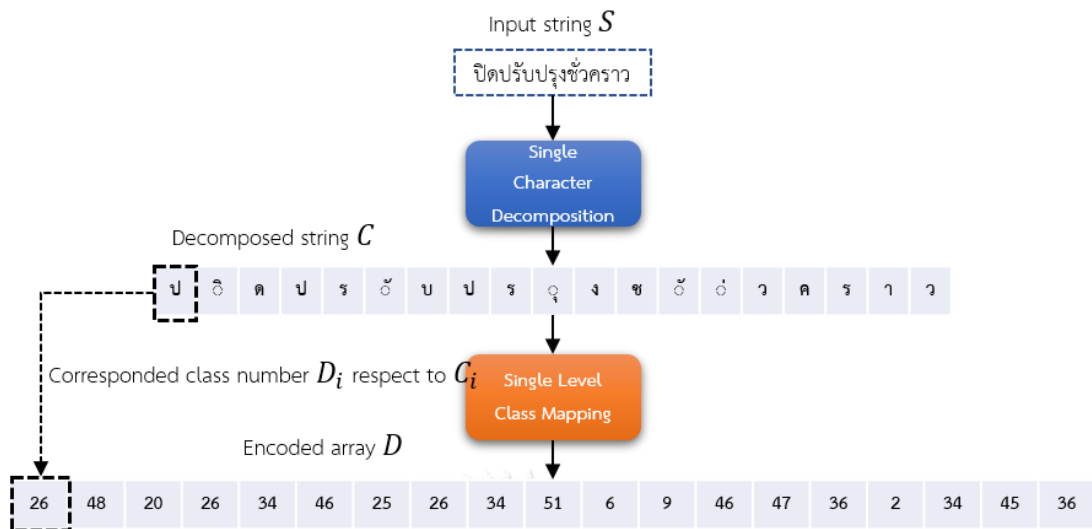 Input string S
ปิดปรับปรุงชั่วคราว
Single
Character
Decomposition
Decomposed string C
ป ิ ด ป ร ั บ ป ร ุ ง ช ั ่ ว ค ร า ว
Corresponded class number Dᵢ respect to Cᵢ
Single Level
Class Mapping
Encoded array D
26 48 20 26 34 46 25 26 34 51 6 9 46 47 36 2 34 45 36